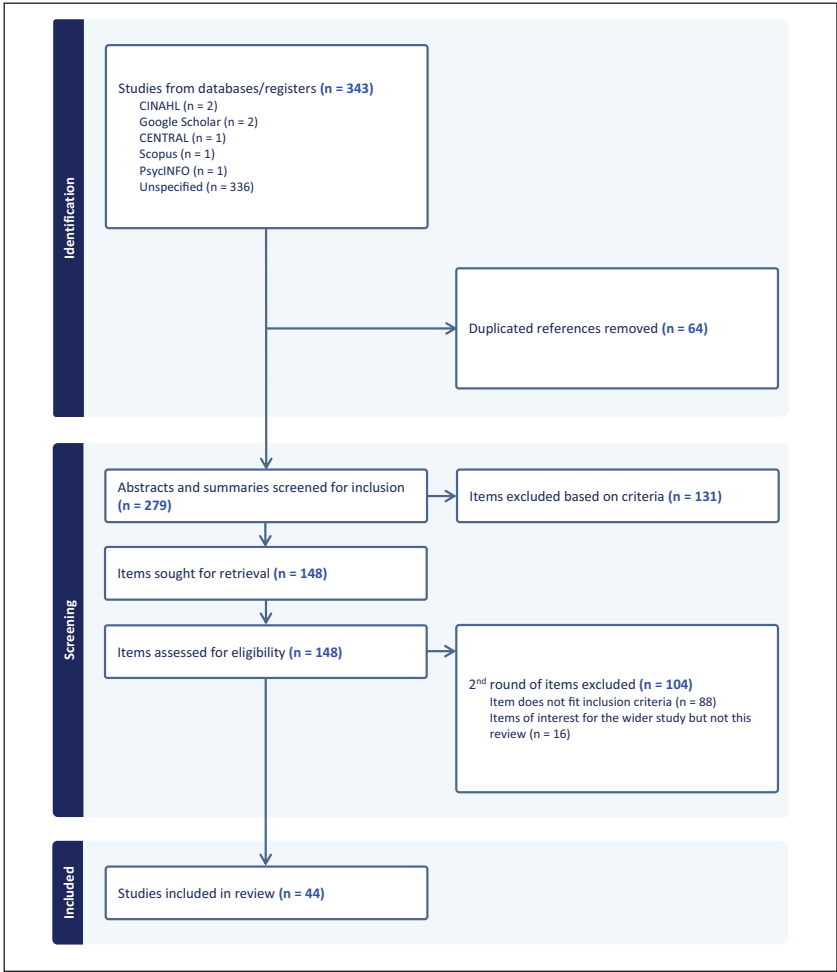 Identification
Studies from databases/registers (n = 343)
CINAHL (n = 2)
Google Scholar (n = 2)
CENTRAL (n = 1)
Scopus (n = 1)
PsycINFO (n = 1)
Unspecified (n = 336)
Duplicated references removed (n = 64)
Screening
Abstracts and summaries screened for inclusion
(n = 279)
Items excluded based on criteria (n = 131)
Items sought for retrieval (n = 148)
Items assessed for eligibility (n = 148)
2nd round of items excluded (n = 104)
Item does not fit inclusion criteria (n = 88)
Items of interest for the wider study but not this
review (n = 16)
Included
Studies included in review (n = 44)